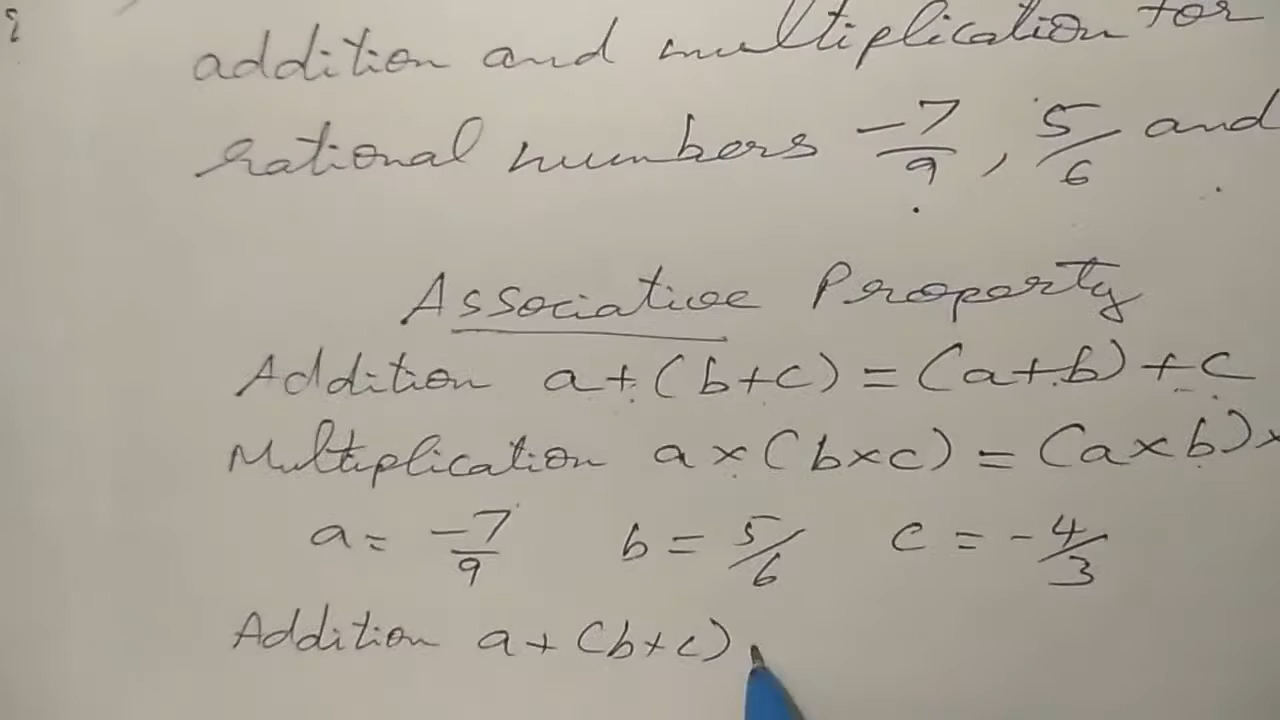 addition and multiplication for
rational numbers -7/9, 5/6 and
Associative Property
Addition a+(b+c)=(a+b)+c
Multiplication a×(b×c)=(a×b)×
a= -7/9 b= 5/6 c= -4/3
Addition a+(b+c)